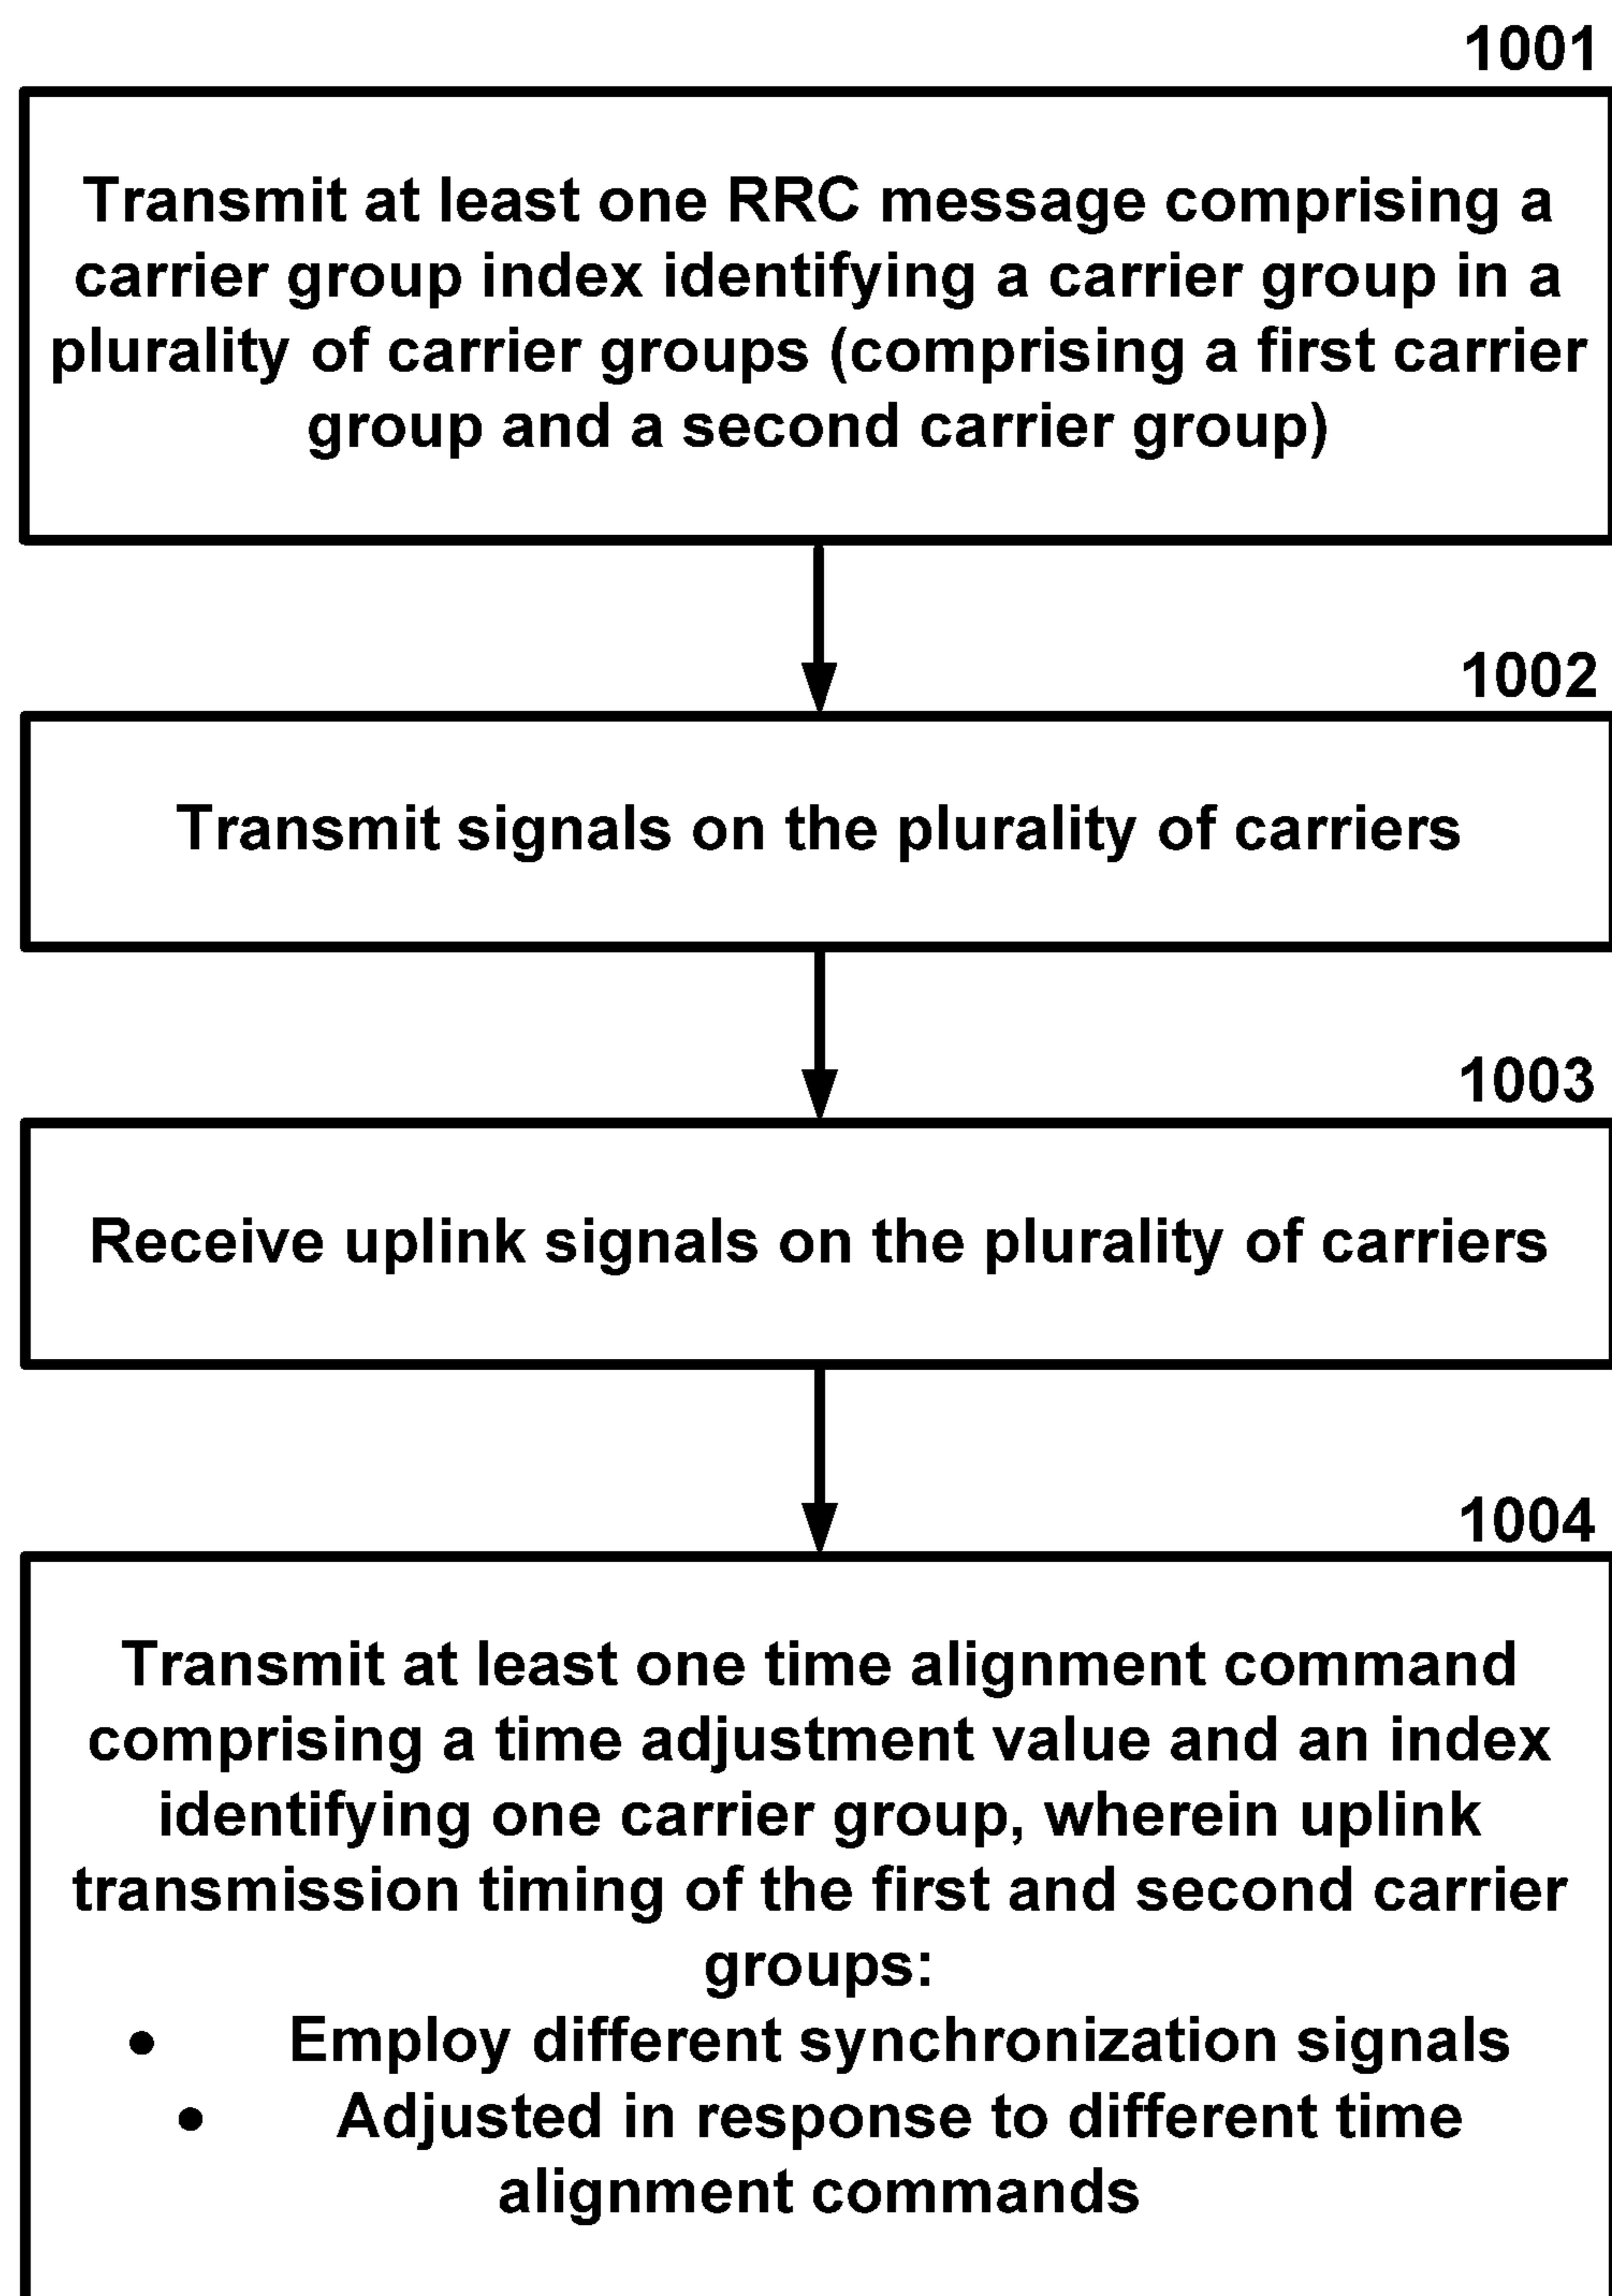 1001
Transmit at least one RRC message comprising a
carrier group index identifying a carrier group in a
plurality of carrier groups (comprising a first carrier
group and a second carrier group)
1002
Transmit signals on the plurality of carriers
1003
Receive uplink signals on the plurality of carriers
1004
Transmit at least one time alignment command
comprising a time adjustment value and an index
identifying one carrier group, wherein uplink
transmission timing of the first and second carrier
groups:
• Employ different synchronization signals
• Adjusted in response to different time
alignment commands